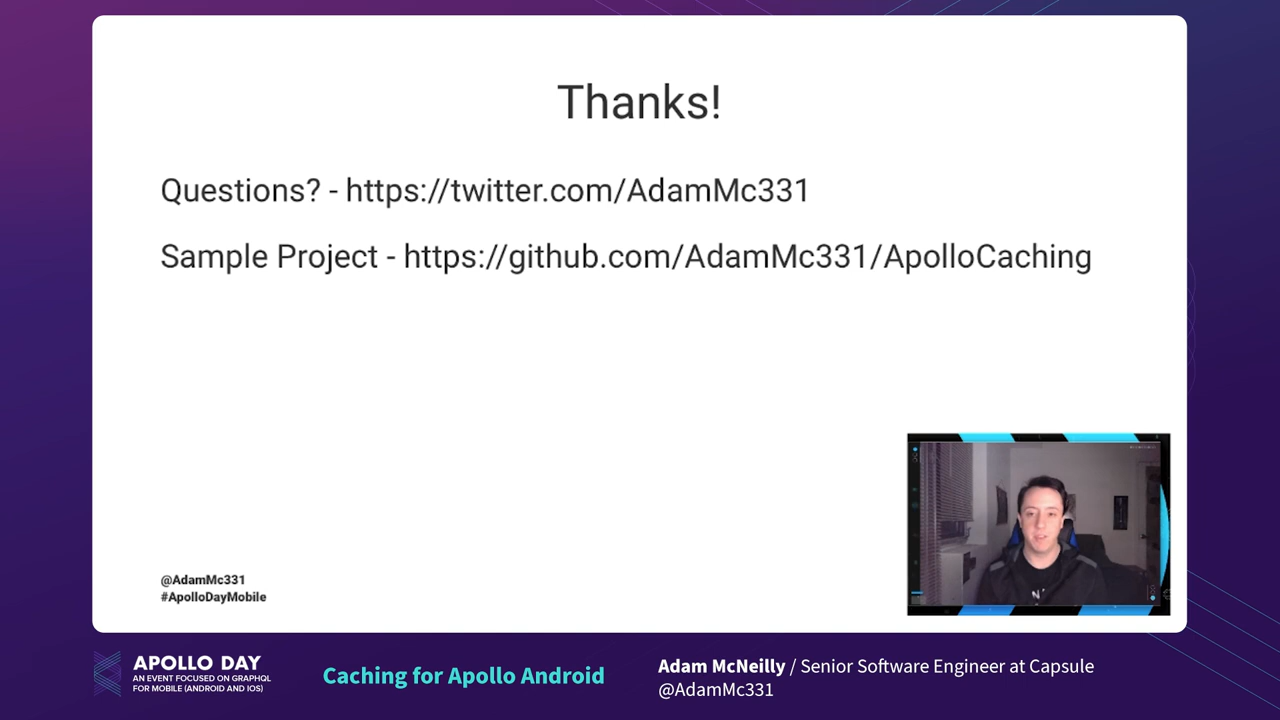 Thanks!
Questions? - https://twitter.com/AdamMc331
Sample Project - https://github.com/AdamMc331/ApolloCaching
@AdamMc331
#ApolloDayMobile
APOLLO DAY
AN EVENT FOCUSED ON GRAPHQL
FOR MOBILE (ANDROID AND IOS)
Caching for Apollo Android
Adam McNeilly / Senior Software Engineer at Capsule
@AdamMc331